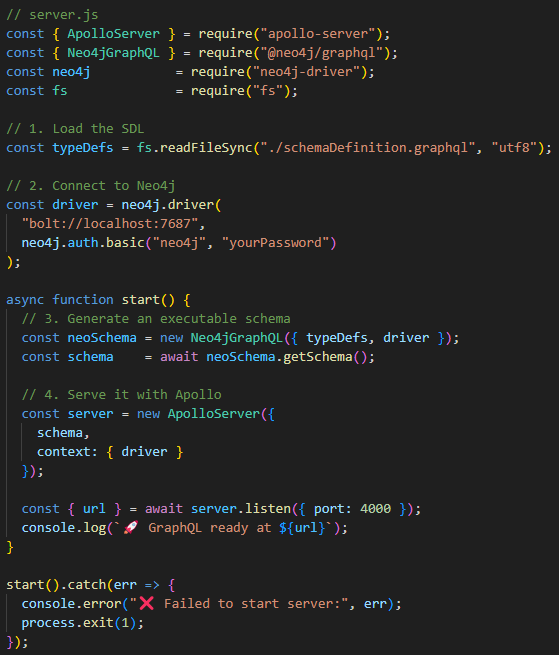 // server.js
const { ApolloServer } = require("apollo-server");
const { Neo4jGraphQL } = require("@neo4j/graphql");
const neo4j           = require("neo4j-driver");
const fs              = require("fs");

// 1. Load the SDL
const typeDefs = fs.readFileSync("./schemaDefinition.graphql", "utf8");

// 2. Connect to Neo4j
const driver = neo4j.driver(
  "bolt://localhost:7687",
  neo4j.auth.basic("neo4j", "yourPassword")
);

async function start() {
  // 3. Generate an executable schema
  const neoSchema = new Neo4jGraphQL({ typeDefs, driver });
  const schema    = await neoSchema.getSchema();

  // 4. Serve it with Apollo
  const server = new ApolloServer({
    schema,
    context: { driver }
  });

  const { url } = await server.listen({ port: 4000 });
  console.log(`🚀 GraphQL ready at ${url}`);
}

start().catch(err => {
  console.error("❌ Failed to start server:", err);
  process.exit(1);
});